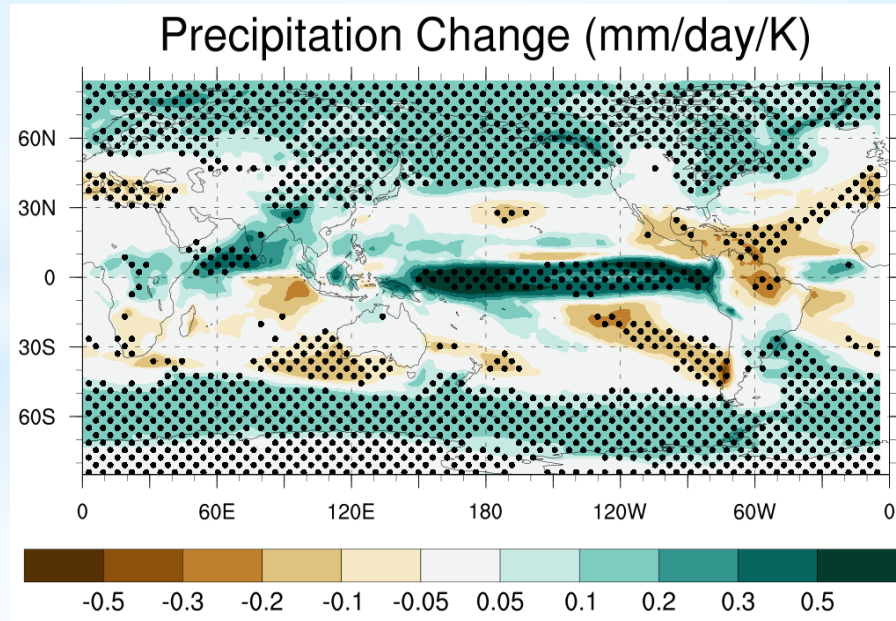 Precipitation Change (mm/day/K)
60N
30N
0
30S
60S
0 60E 120E 180 120W 60W 0
-0.5 -0.3 -0.2 -0.1 -0.05 0.05 0.1 0.2 0.3 0.5